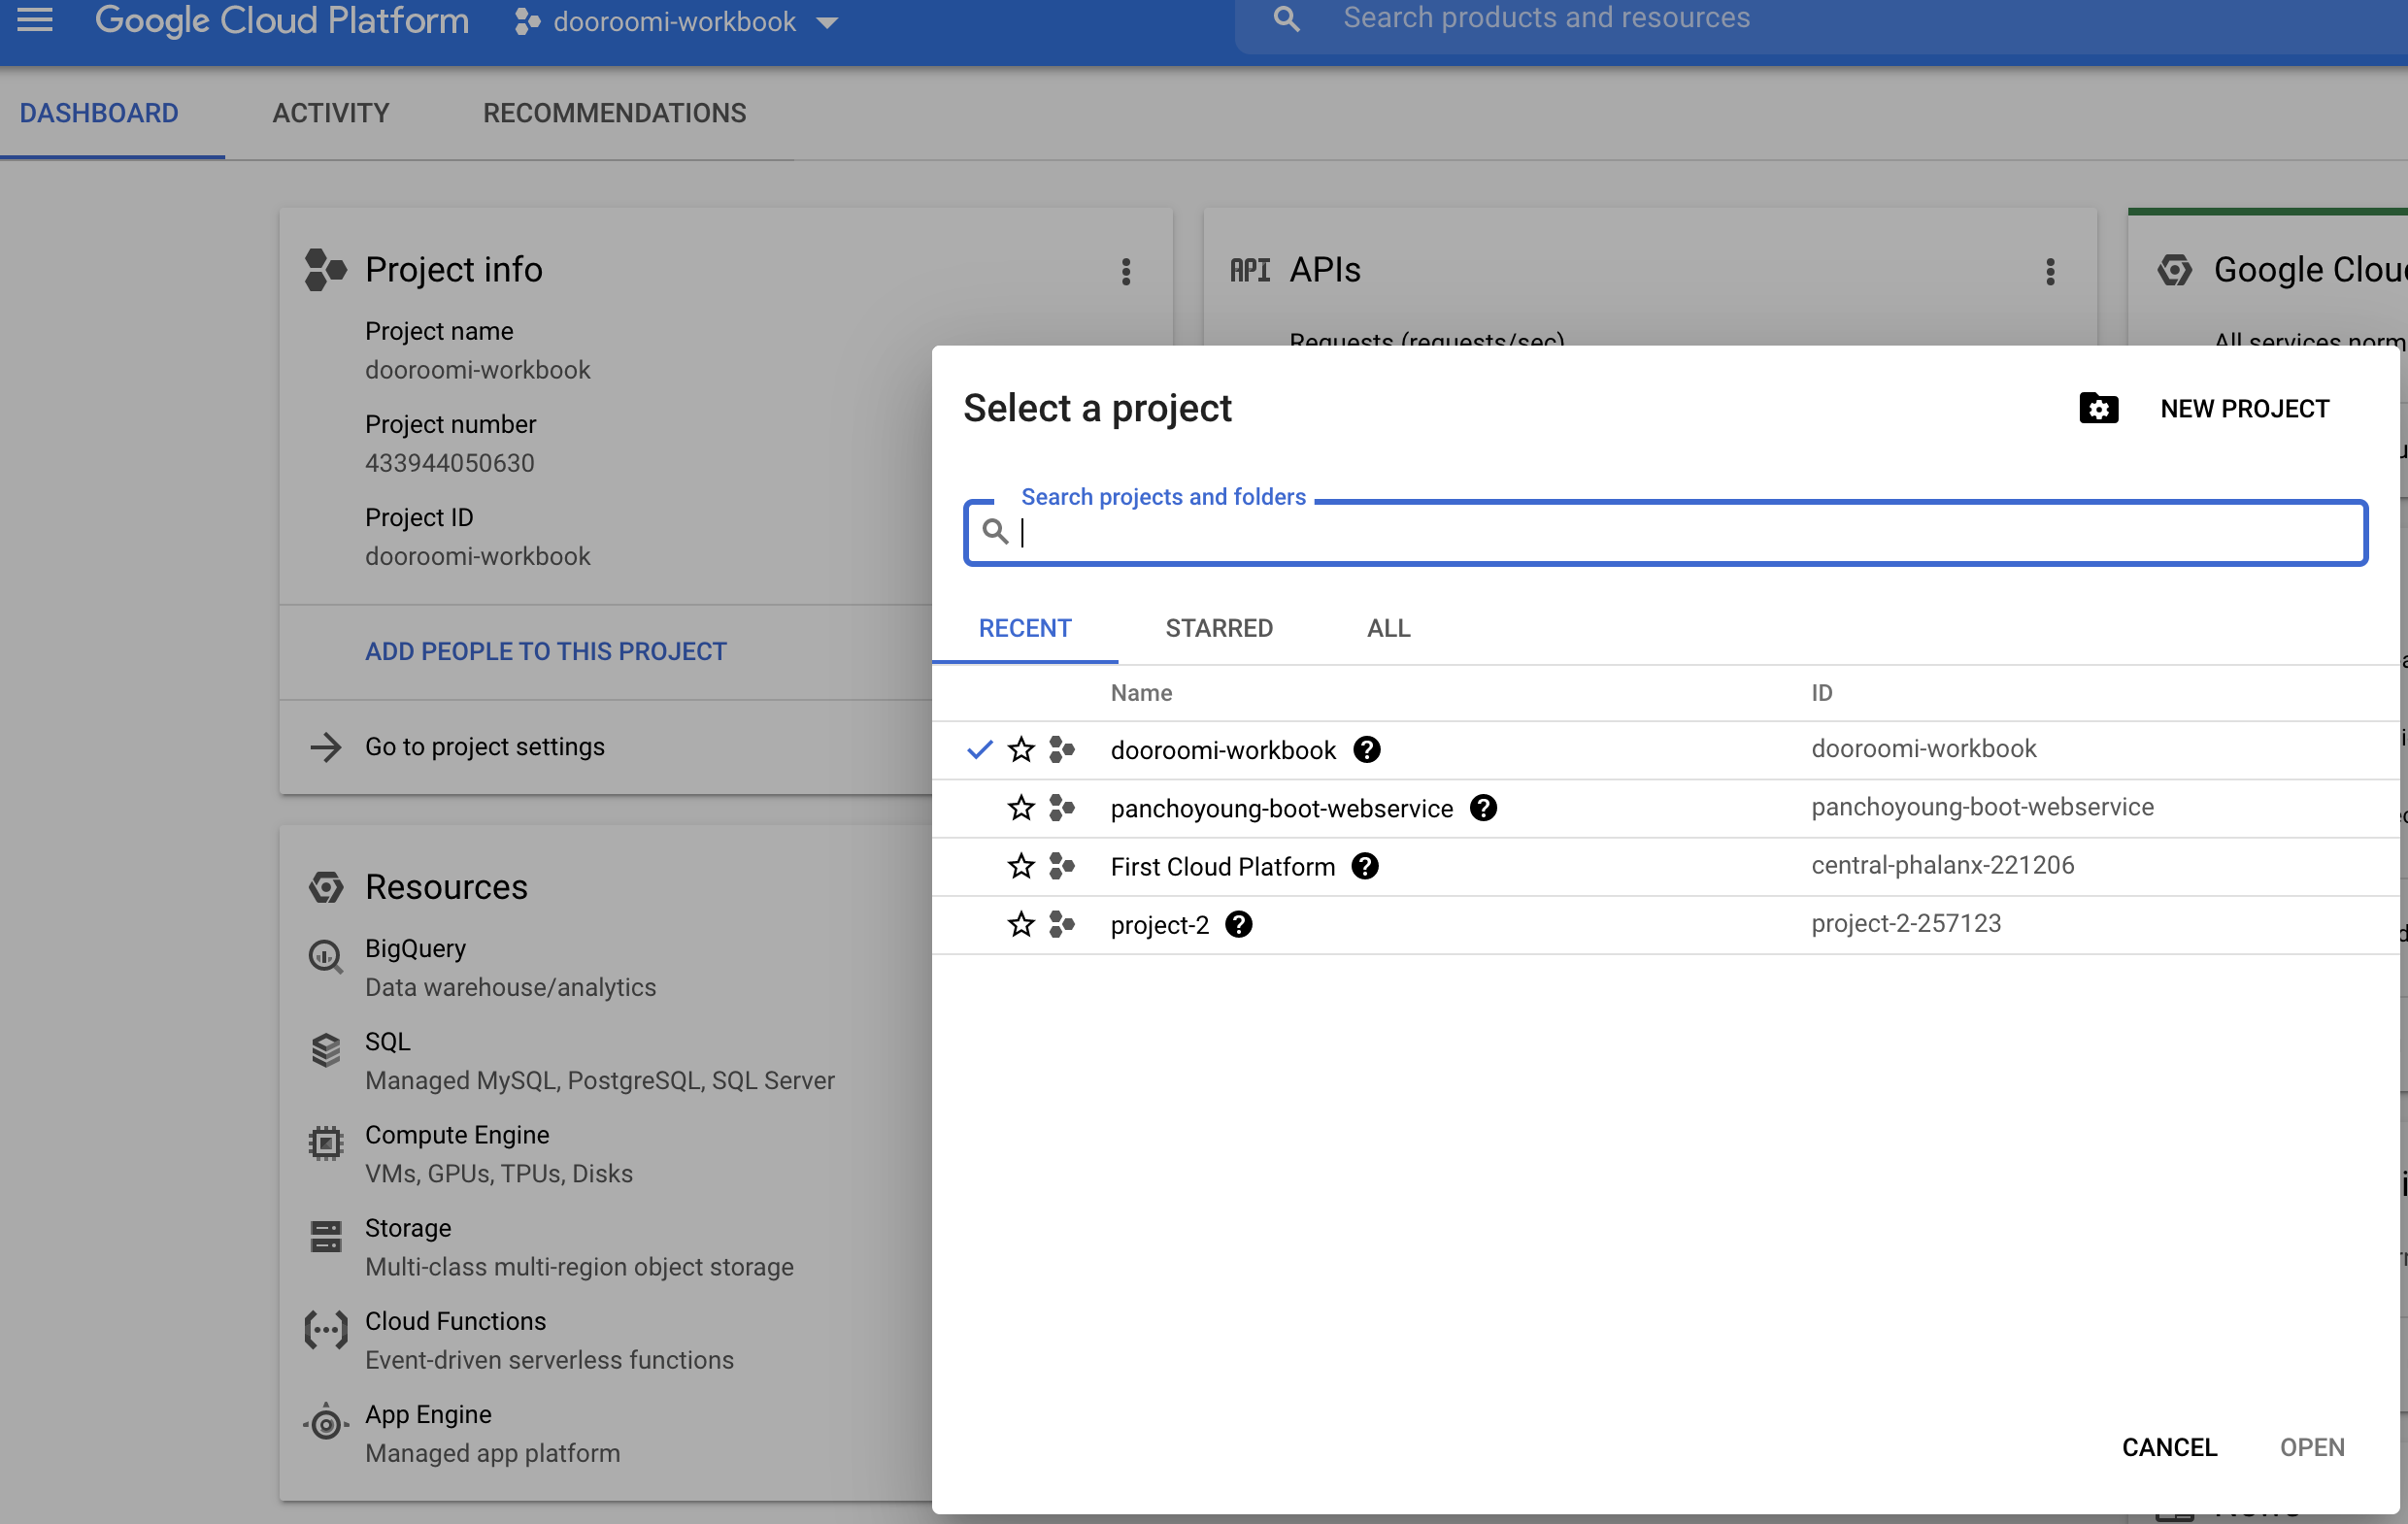 Google Cloud Platform
dooroomi-workbook
Search products and resources
DASHBOARD
ACTIVITY
RECOMMENDATIONS
Project info
Project name
dooroomi-workbook
Project number
433944050630
Project ID
dooroomi-workbook
ADD PEOPLE TO THIS PROJECT
Go to project settings
API APIs
Requests (requests/sec)
Google Clou
All services norm
Resources
BigQuery
Data warehouse/analytics
SQL
Managed MySQL, PostgreSQL, SQL Server
Compute Engine
VMs, GPUs, TPUs, Disks
Storage
Multi-class multi-region object storage
Cloud Functions
Event-driven serverless functions
App Engine
Managed app platform
Select a project
NEW PROJECT
Search projects and folders
RECENT
STARRED
ALL
Name ID
dooroomi-workbook dooroomi-workbook
panchoyoung-boot-webservice panchoyoung-boot-webservice
First Cloud Platform central-phalanx-221206
project-2 project-2-257123
CANCEL
OPEN